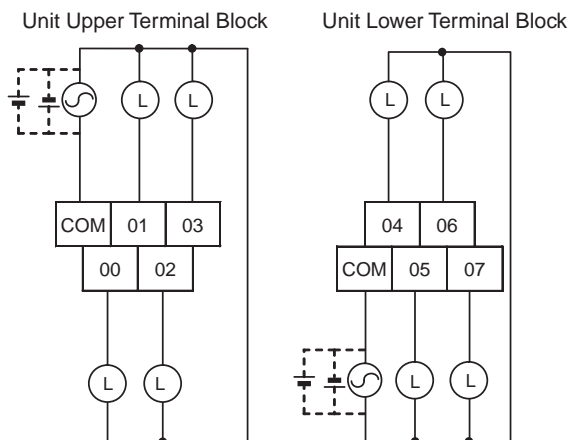 Unit Upper Terminal Block
Unit Lower Terminal Block
L L
L L
COM 01 03
00 02
04 06
COM 05 07
L L
L L